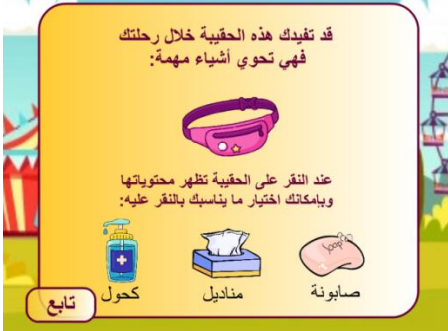 قد تفيدك هذه الحقيبة خلال رحلتك
فهي تحوي أشياء مهمة:
عند النقر على الحقيبة تظهر محتوياتها
وبإمكانك اختيار ما يناسبك بالنقر عليه:
Soap
صابونة
مناديل
كحول
تابع